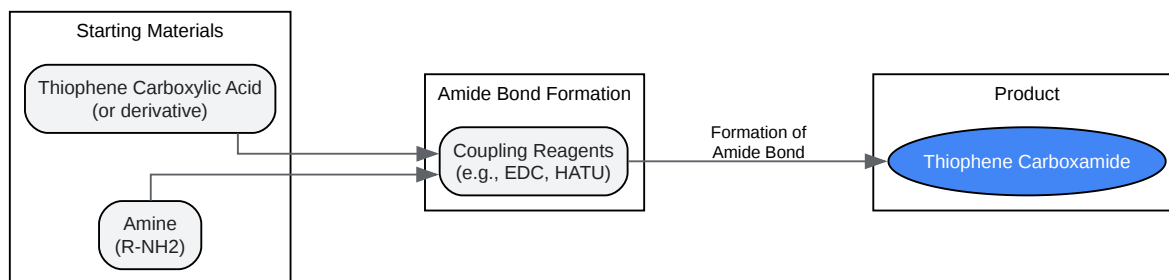 Starting Materials
Thiophene Carboxylic Acid
(or derivative)
Amine
(R-NH2)
Amide Bond Formation
Coupling Reagents
(e.g., EDC, HATU)
Formation of
Amide Bond
Product
Thiophene Carboxamide